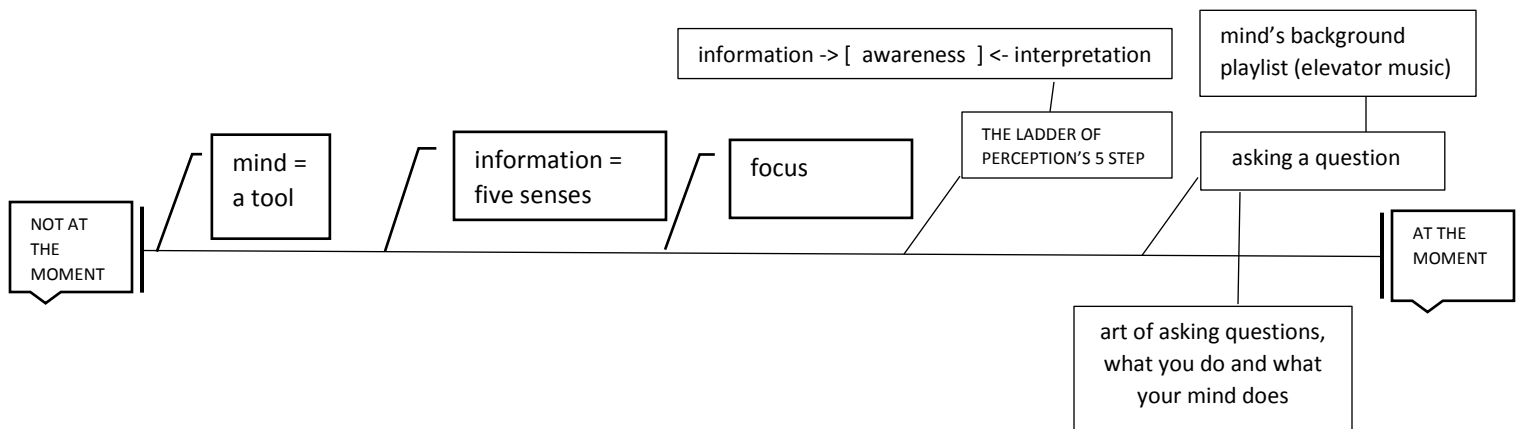 information -> [ awareness ] <- interpretation
mind’s background
playlist (elevator music)
THE LADER OF
PERCEPTION’S 5 STEP
asking a question
mind =
a tool
information =
five senses
focus
NOT AT
THE
MOMENT
AT THE
MOMENT
art of asking questions,
what you do and what
your mind does